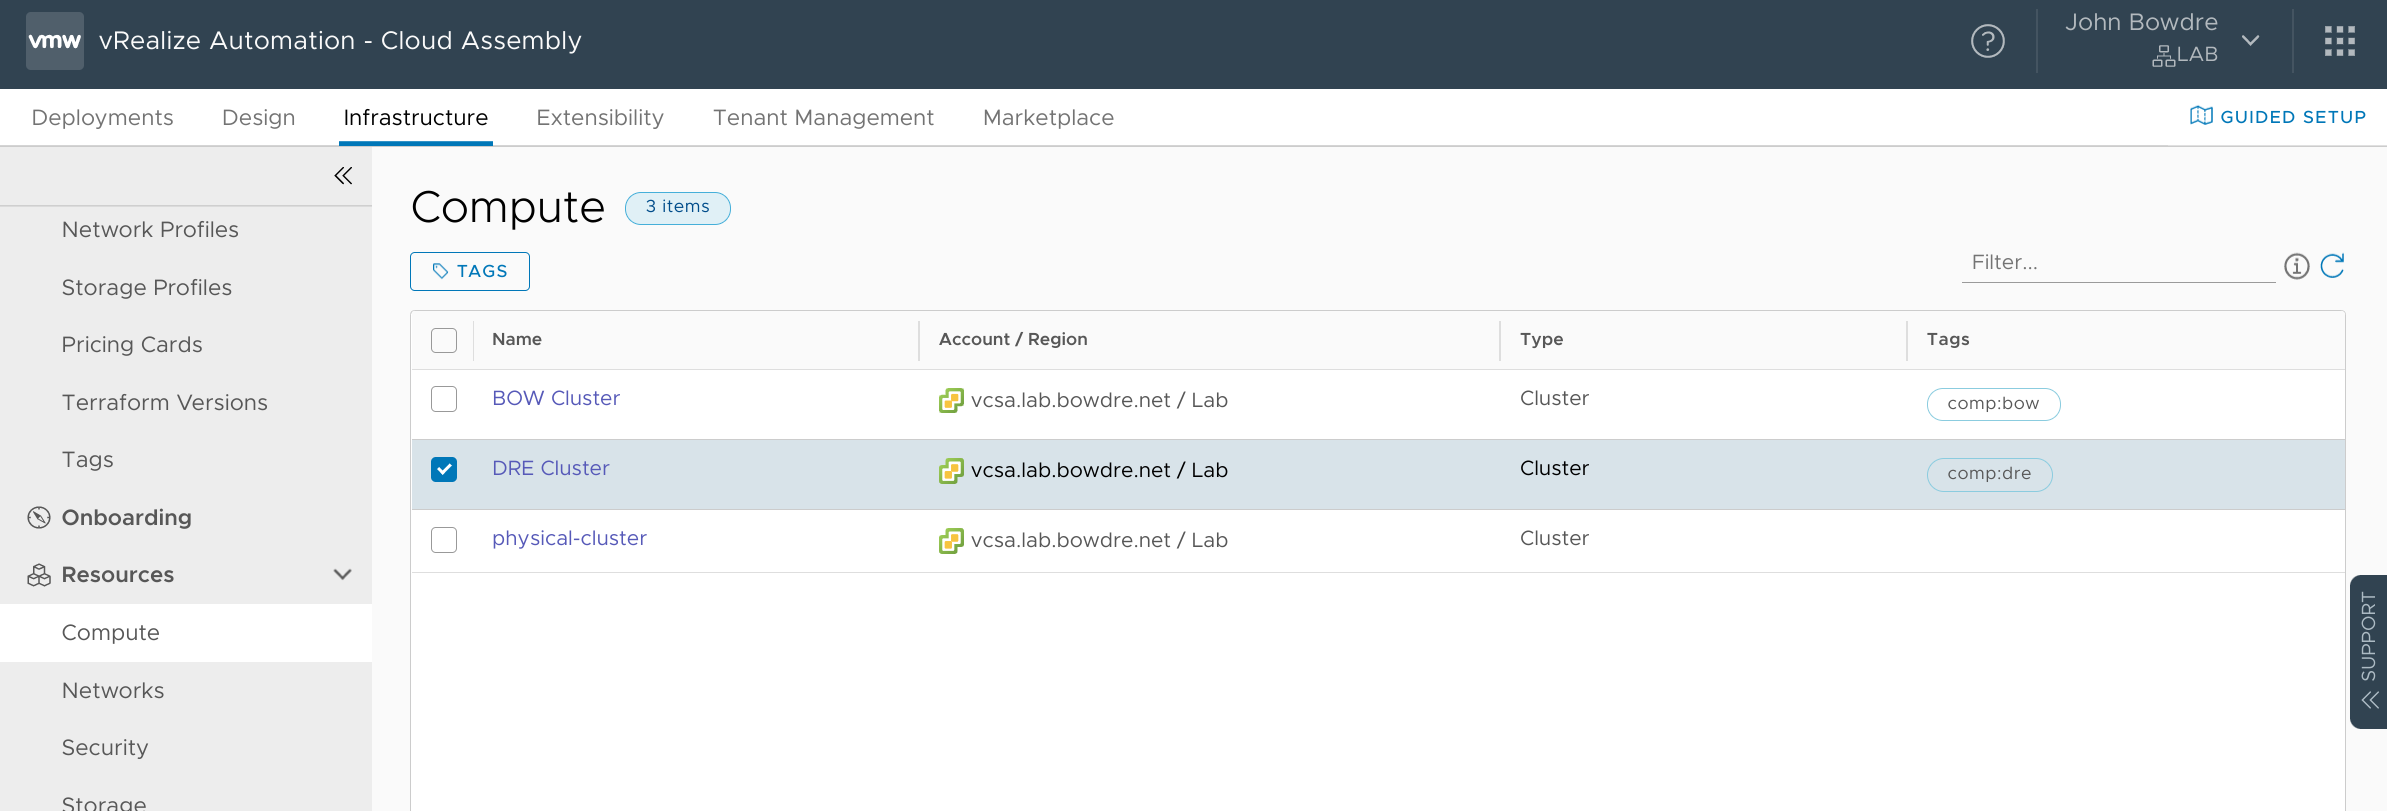 vmw vRealize Automation - Cloud Assembly
John Bowdre
LAB
Deployments Design Infrastructure Extensibility Tenant Management Marketplace GUIDED SETUP
Network Profiles
Storage Profiles
Pricing Cards
Terraform Versions
Tags
Onboarding
Resources
Compute
Networks
Security
Storage
Compute 3 items
TAGS
Filter...
Name Account / Region Type Tags
BOW Cluster vcsa.lab.bowdre.net / Lab Cluster comp:bow
DRE Cluster vcsa.lab.bowdre.net / Lab Cluster comp:dre
physical-cluster vcsa.lab.bowdre.net / Lab Cluster
SUPPORT